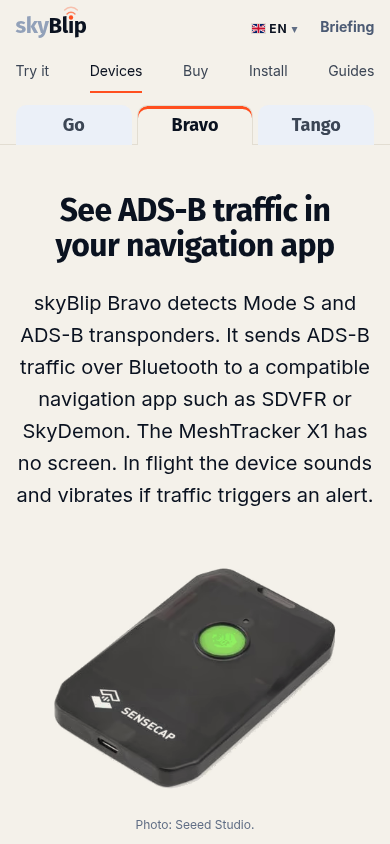 skyBlip
EN ▼
Briefing
Try it
Devices
Buy
Install
Guides
Go
Bravo
Tango
See ADS-B traffic in
your navigation app
skyBlip Bravo detects Mode S and
ADS-B transponders. It sends ADS-B
traffic over Bluetooth to a compatible
navigation app such as SDVFR or
SkyDemon. The MeshTracker X1 has
no screen. In flight the device sounds
and vibrates if traffic triggers an alert.
SENSECAP
Photo: Seeed Studio.